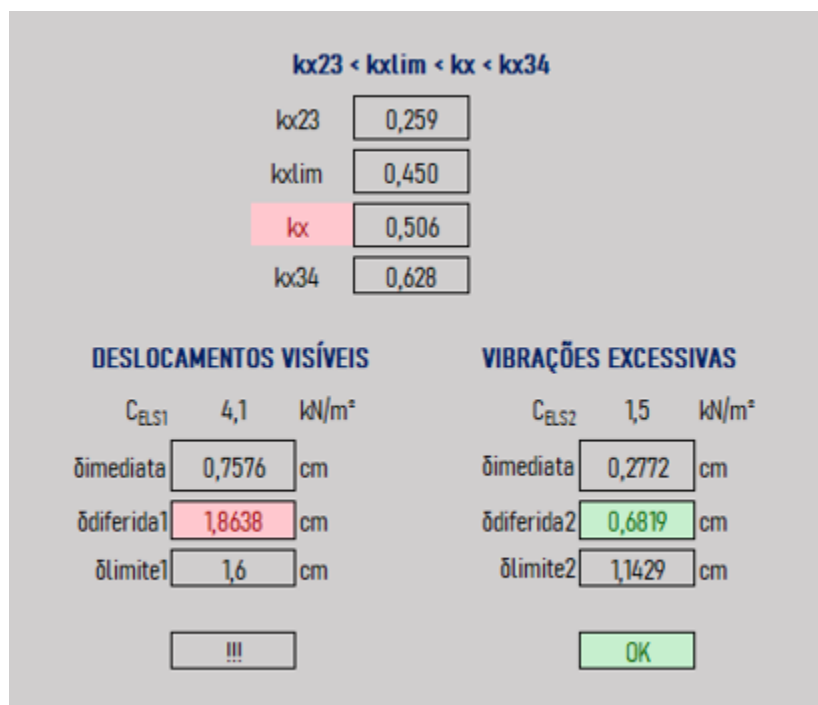 kx23 < kxlim < kx < kx34
kx23 0,259
kxlim 0,450
kx 0,506
kx34 0,628
DESLOCAMENTOS VISÍVEIS
C_ELS1 4,1 kN/m²
δimediata 0,7576 cm
δdiferida1 1,8638 cm
δlimite1 1,6 cm
!!!
VIBRAÇÕES EXCESSIVAS
C_ELS2 1,5 kN/m²
δimediata 0,2772 cm
δdiferida2 0,6819 cm
δlimite2 1,1429 cm
OK